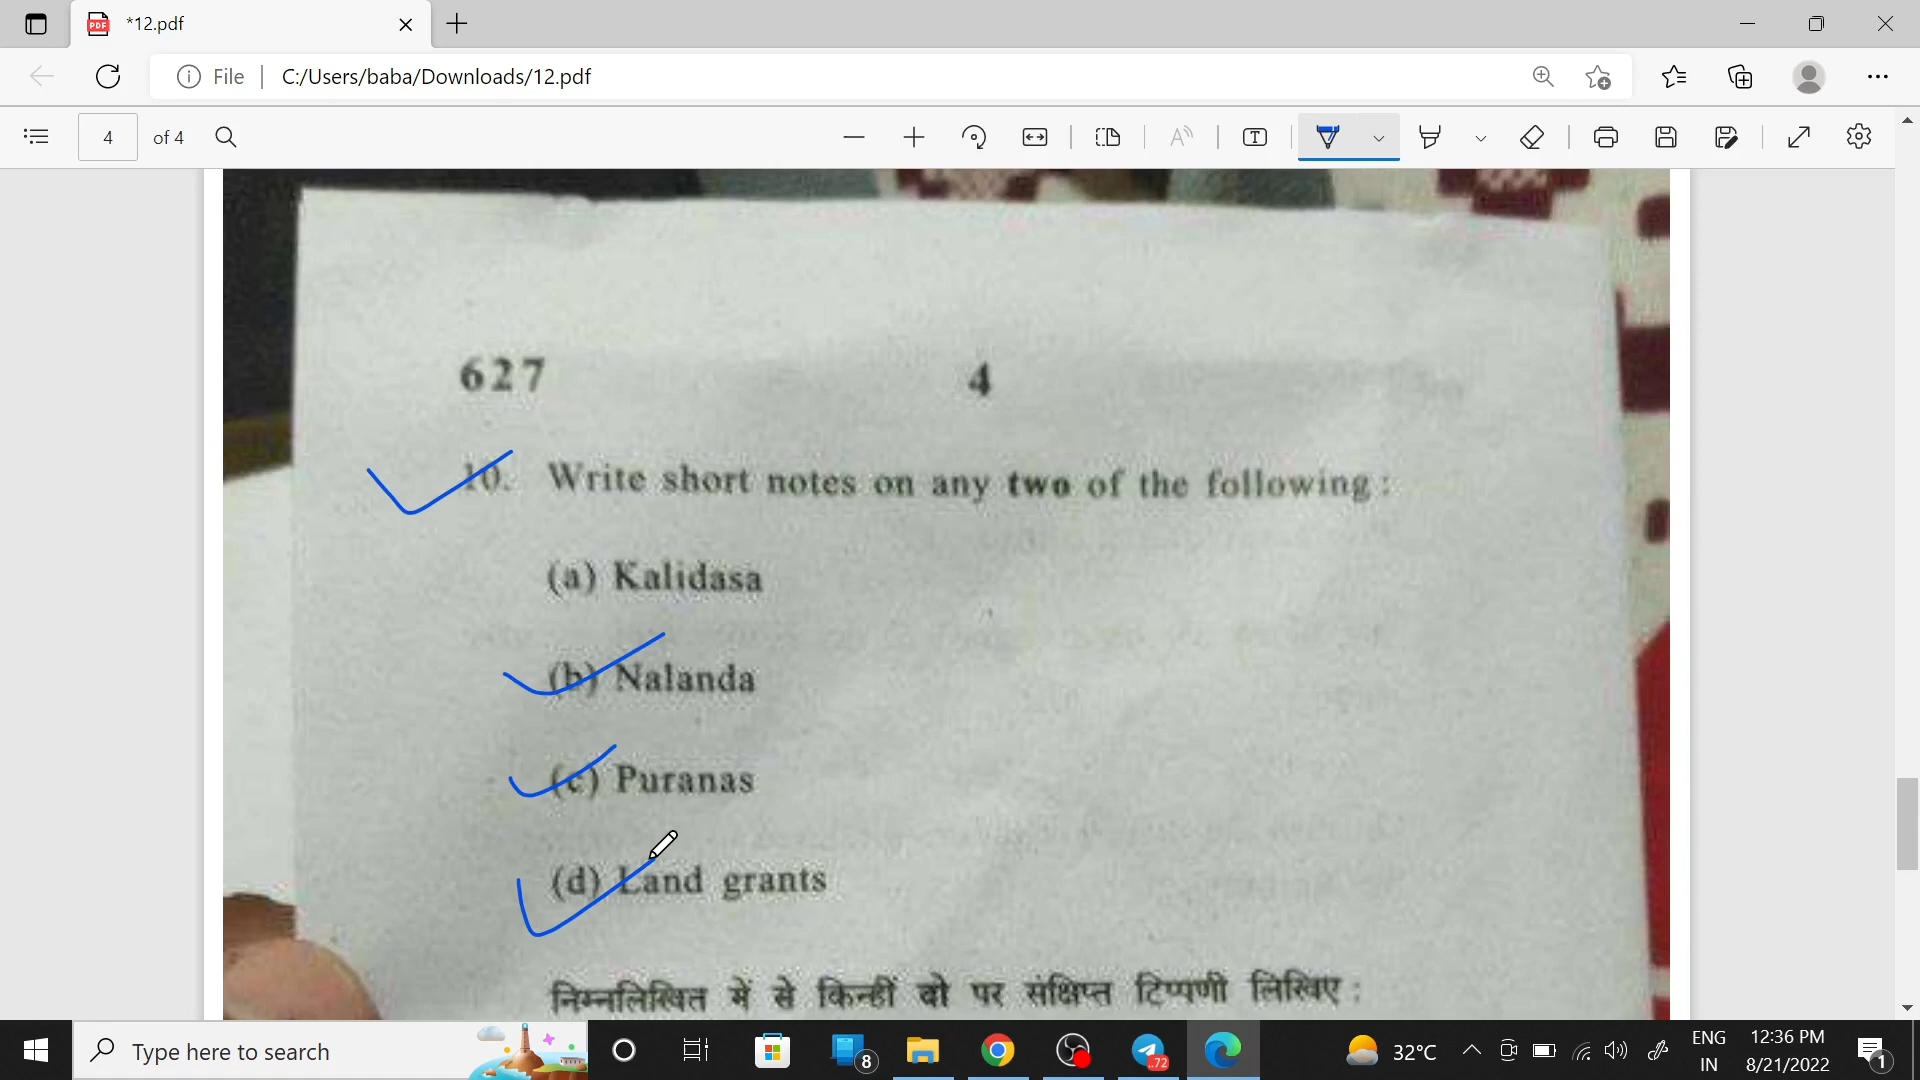 *12.pdf
File
C:/Users/baba/Downloads/12.pdf
4 of 4
627
4
10. Write short notes on any two of the following :
(a) Kalidasa
(b) Nalanda
(c) Puranas
(d) Land grants
निम्नलिखित में से किन्हीं दो पर संक्षिप्त टिप्पणी लिखिए :
Type here to search
8
72
32°C
ENG
IN
12:36 PM
8/21/2022
1